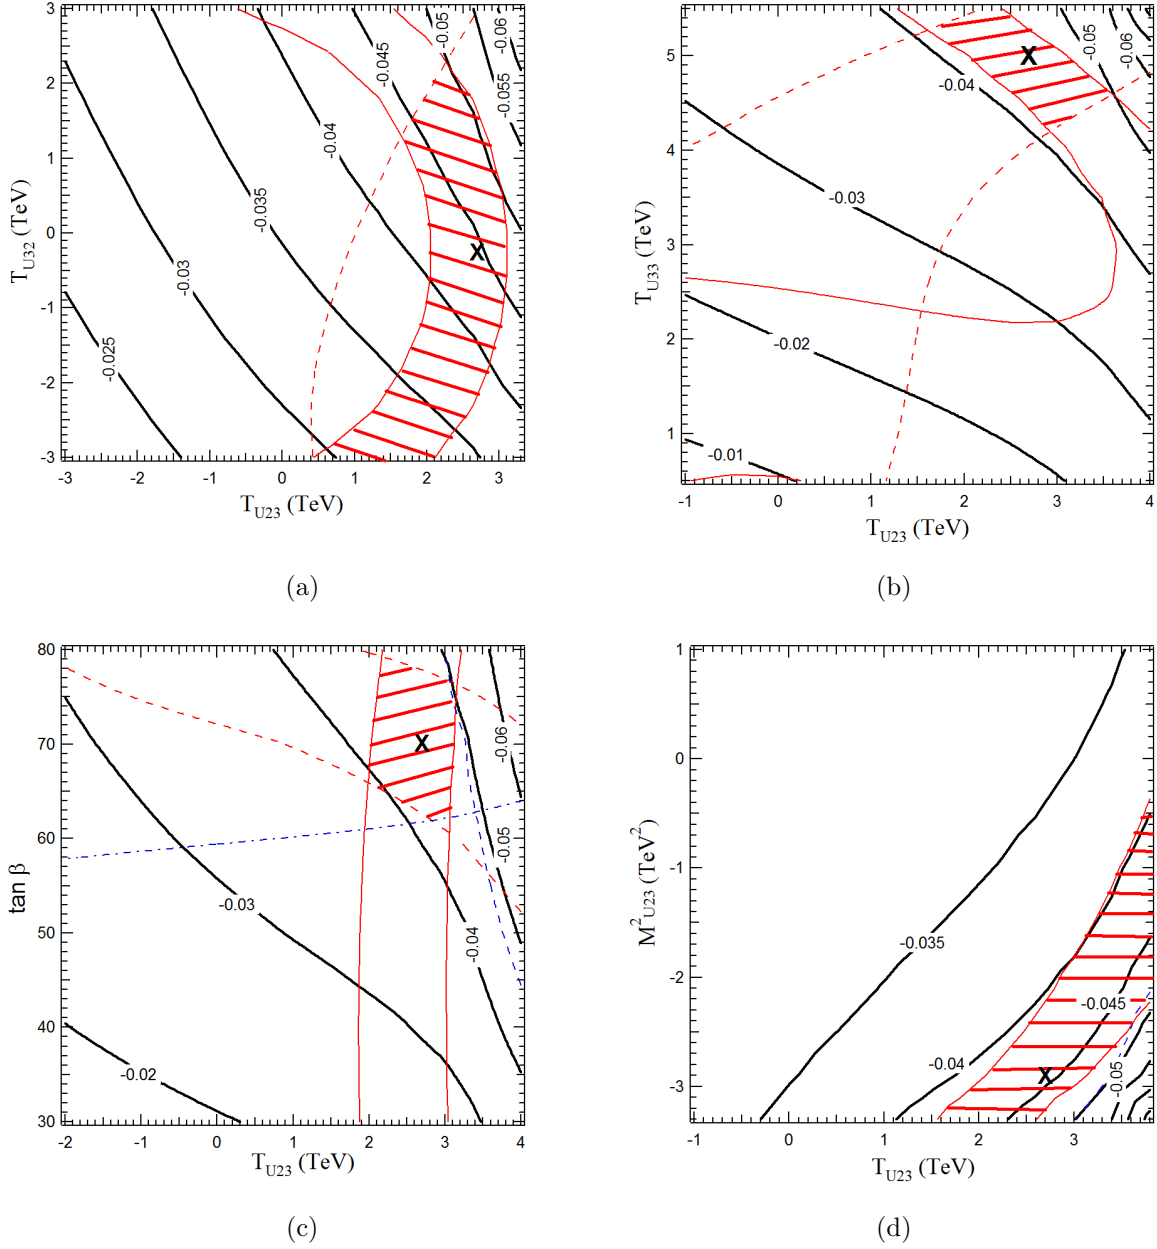 3
2
1
0
-1
-2
-3
T_U32 (TeV)
-0.05
-0.06
-0.045
-0.055
-0.04
-0.035
-0.03
-0.025
X
-3 -2 -1 0 1 2 3
T_U23 (TeV)
(a)
5
4
3
2
1
T_U33 (TeV)
X
-0.05
-0.06
-0.04
-0.03
-0.02
-0.01
-1 0 1 2 3 4
T_U23 (TeV)
(b)
80
70
60
50
40
30
tan β
X
-0.06
-0.05
-0.03
-0.04
-0.02
-2 -1 0 1 2 3 4
T_U23 (TeV)
(c)
1
0
-1
-2
-3
M²_U23 (TeV²)
-0.035
-0.045
-0.04
-0.05
X
-1 0 1 2 3
T_U23 (TeV)
(d)